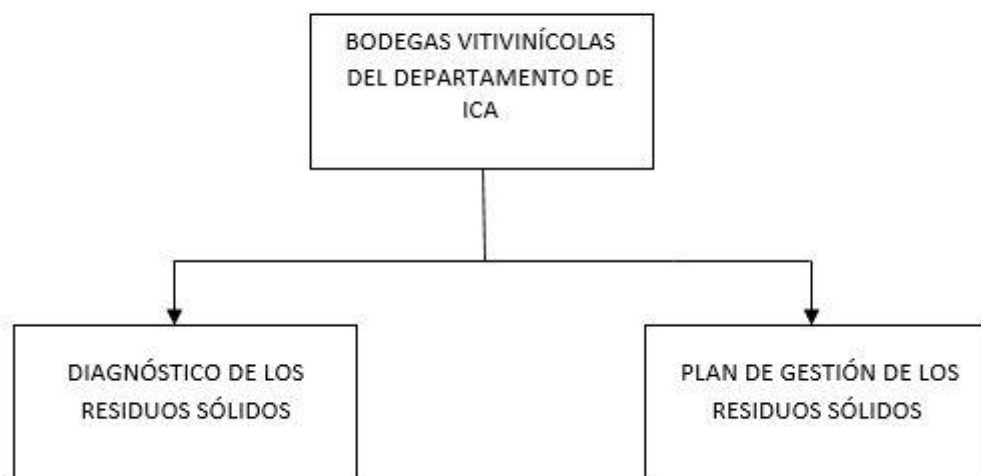 BODEGAS VITIVINÍCOLAS
DEL DEPARTAMENTO DE
ICA
DIAGNÓSTICO DE LOS
RESIDUOS SÓLIDOS
PLAN DE GESTIÓN DE LOS
RESIDUOS SÓLIDOS